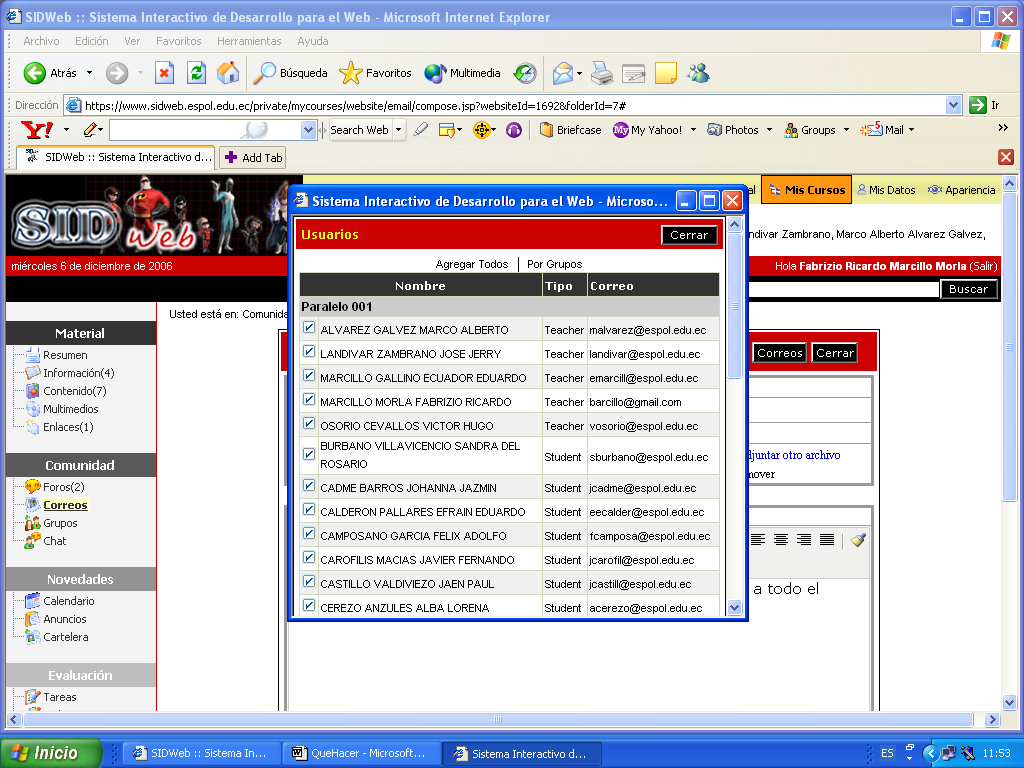 SIDWeb :: Sistema Interactivo de Desarrollo para el Web - Microsoft Internet Explorer
Archivo Edición Ver Favoritos Herramientas Ayuda
Atrás Búsqueda Favoritos Multimedia
Dirección https://www.sidweb.espol.edu.ec/private/mycourses/website/email/compose.jsp?websiteId=1692&folderId=7# Ir
Y! Search Web Briefcase My Yahoo! Photos Groups Mail
SIDWeb :: Sistema Interactivo d... Add Tab
Mis Cursos Mis Datos Apariencia
SID Web
ndivar Zambrano, Marco Alberto Alvarez Galvez,
miércoles 6 de diciembre de 2006
Hola Fabrizio Ricardo Marcillo Morla (Salir)
Buscar
Usted está en: Comunida
Material
Resumen
Información(4)
Contenido(7)
Multimedios
Enlaces(1)
Comunidad
Foros(2)
Correos
Grupos
Chat
Novedades
Calendario
Anuncios
Cartelera
Evaluación
Tareas
Sistema Interactivo de Desarrollo para el Web - Microso...
Usuarios Cerrar
Agregar Todos | Por Grupos
Nombre Tipo Correo
Paralelo 001
ALVAREZ GALVEZ MARCO ALBERTO Teacher malvarez@espol.edu.ec
LANDIVAR ZAMBRANO JOSE JERRY Teacher landivar@espol.edu.ec
MARCILLO GALLINO ECUADOR EDUARDO Teacher emarcill@espol.edu.ec
MARCILLO MORLA FABRIZIO RICARDO Teacher barcillo@gmail.com
OSORIO CEVALLOS VICTOR HUGO Teacher vosorio@espol.edu.ec
BURBANO VILLAVICENCIO SANDRA DEL
ROSARIO Student sburbano@espol.edu.ec
CADME BARROS JOHANNA JAZMIN Student jcadme@espol.edu.ec
CALDERON PALLARES EFRAIN EDUARDO Student eecalder@espol.edu.ec
CAMPOSANO GARCIA FELIX ADOLFO Student fcamposa@espol.edu.ec
CAROFILIS MACIAS JAVIER FERNANDO Student jcarofil@espol.edu.ec
CASTILLO VALDIVIEZO JAEN PAUL Student jcastill@espol.edu.ec
CEREZO ANZULES ALBA LORENA Student acerezo@espol.edu.ec
Correos Cerrar
djuntar otro archivo
mover
a todo el
Inicio SIDWeb :: Sistema In... QueHacer - Microsoft... Sistema Interactivo d... ES 11:53